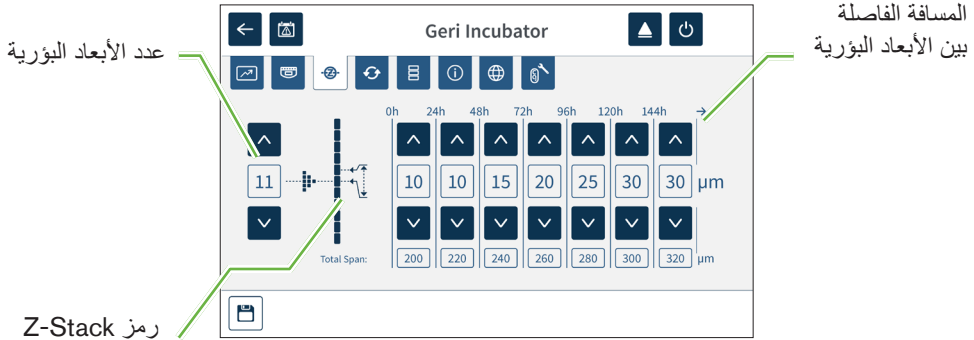 المسافة الفاصلة
بين الأبعاد البؤرية
عدد الأبعاد البؤرية
Geri Incubator
0h 24h 48h 72h 96h 120h 144h →
11 10 10 15 20 25 30 30 µm
Total Span: 200 220 240 260 280 300 320 µm
رمز Z-Stack